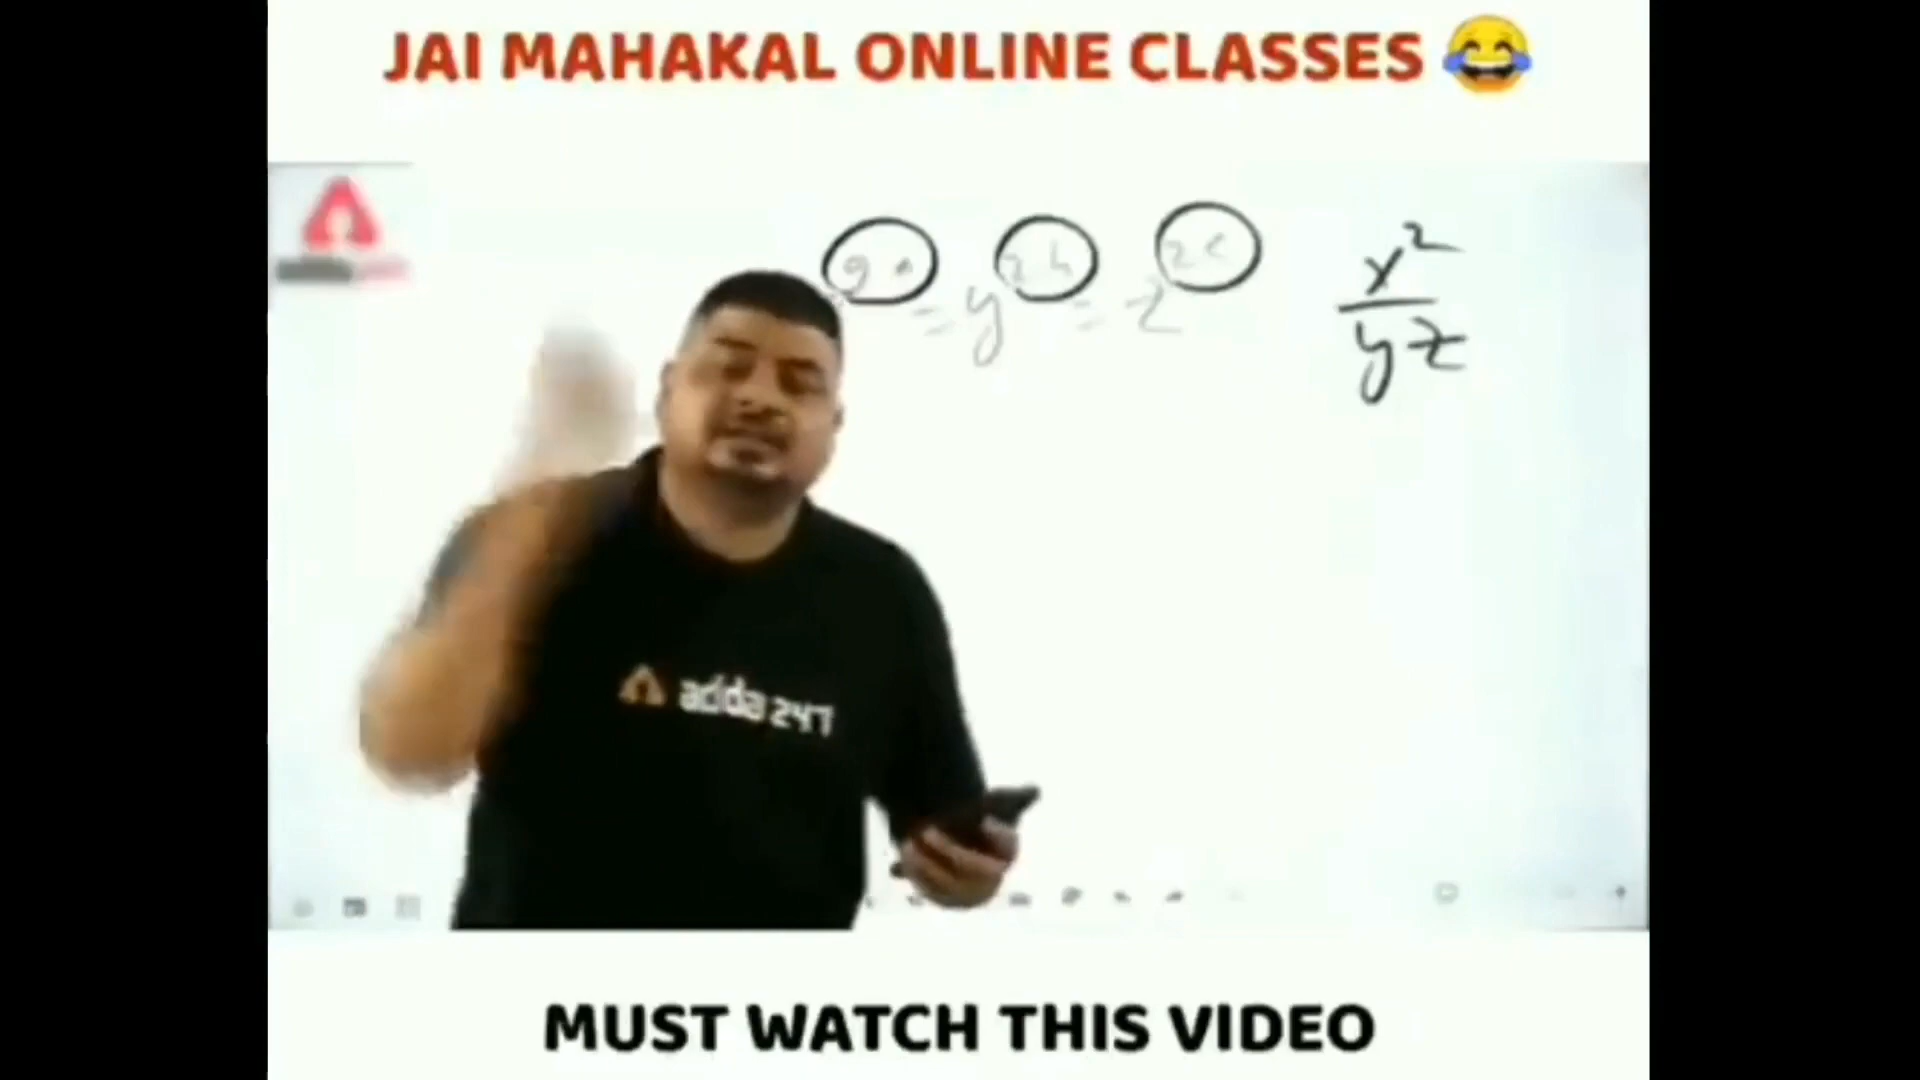 JAI MAHAKAL ONLINE CLASSES 😂
= y = z
x²
yz
adda 247
MUST WATCH THIS VIDEO